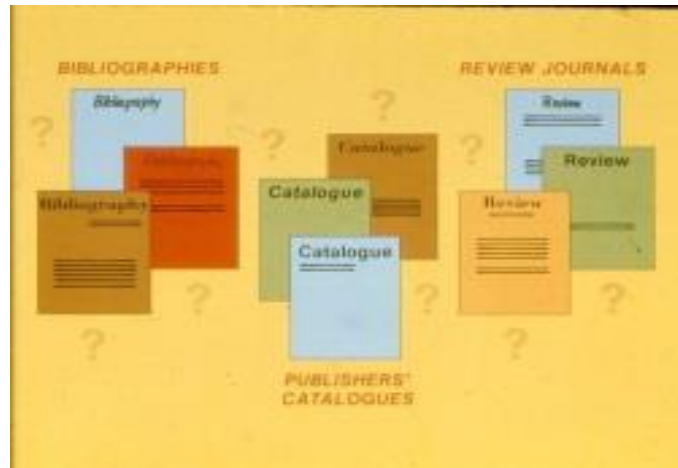 BIBLIOGRAPHIES
REVIEW JOURNALS
Bibliography
Bibliography
?
?
?
Catalogue
Catalogue
Catalogue
?
?
?
?
Review
Review
Review
?
?
PUBLISHERS'
CATALOGUES